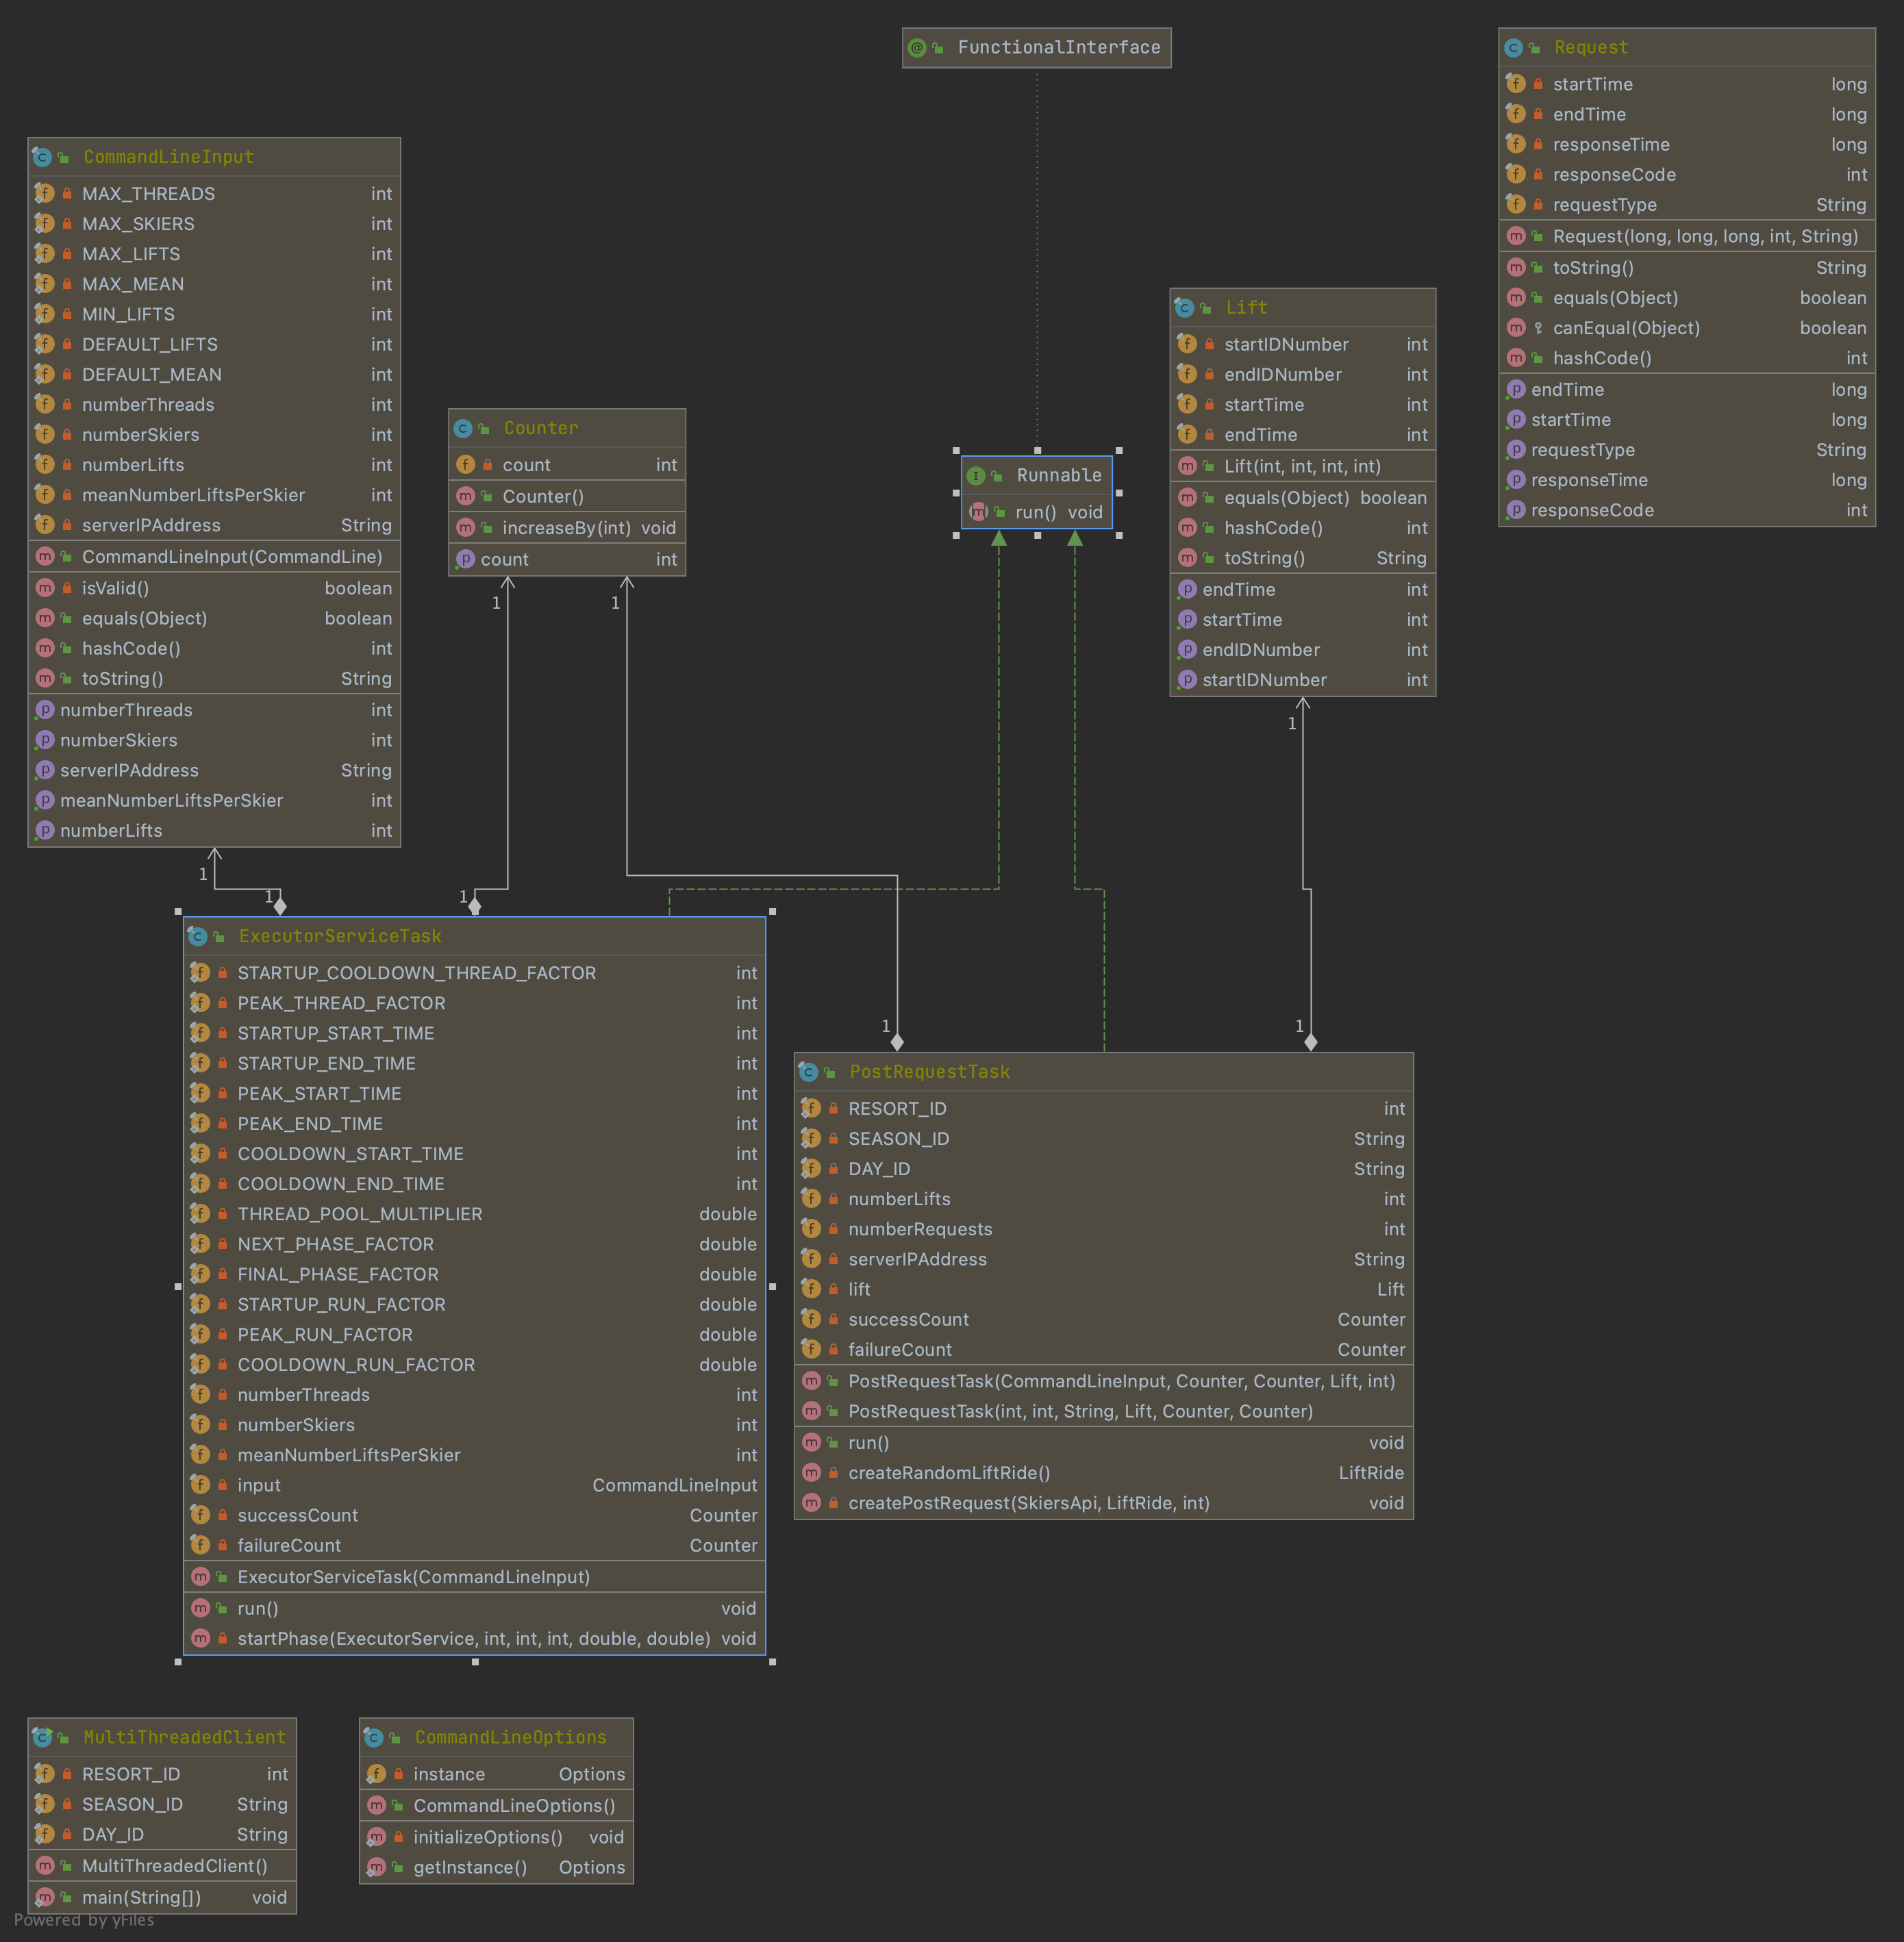 FunctionalInterface
Request
startTime long
endTime long
responseTime long
responseCode int
requestType String
Request(long, long, long, int, String)
toString() String
equals(Object) boolean
canEqual(Object) boolean
hashCode() int
endTime long
startTime long
requestType String
responseTime long
responseCode int
CommandLineInput
MAX_THREADS int
MAX_SKIERS int
MAX_LIFTS int
MAX_MEAN int
MIN_LIFTS int
DEFAULT_LIFTS int
DEFAULT_MEAN int
numberThreads int
numberSkiers int
numberLifts int
meanNumberLiftsPerSkier int
serverIPAddress String
CommandLineInput(CommandLine)
isValid() boolean
equals(Object) boolean
hashCode() int
toString() String
numberThreads int
numberSkiers int
serverIPAddress String
meanNumberLiftsPerSkier int
numberLifts int
Counter
count int
Counter()
increaseBy(int) void
count int
Runnable
run() void
Lift
startIDNumber int
endIDNumber int
startTime int
endTime int
Lift(int, int, int, int)
equals(Object) boolean
hashCode() int
toString() String
endTime int
startTime int
endIDNumber int
startIDNumber int
1
1
1
1
1
1
1
1
ExecutorServiceTask
STARTUP_COOLDOWN_THREAD_FACTOR int
PEAK_THREAD_FACTOR int
STARTUP_START_TIME int
STARTUP_END_TIME int
PEAK_START_TIME int
PEAK_END_TIME int
COOLDOWN_START_TIME int
COOLDOWN_END_TIME int
THREAD_POOL_MULTIPLIER double
NEXT_PHASE_FACTOR double
FINAL_PHASE_FACTOR double
STARTUP_RUN_FACTOR double
PEAK_RUN_FACTOR double
COOLDOWN_RUN_FACTOR double
numberThreads int
numberSkiers int
meanNumberLiftsPerSkier int
input CommandLineInput
successCount Counter
failureCount Counter
ExecutorServiceTask(CommandLineInput)
run() void
startPhase(ExecutorService, int, int, int, double, double) void
PostRequestTask
RESORT_ID int
SEASON_ID String
DAY_ID String
numberLifts int
numberRequests int
serverIPAddress String
lift Lift
successCount Counter
failureCount Counter
PostRequestTask(CommandLineInput, Counter, Counter, Lift, int)
PostRequestTask(int, int, String, Lift, Counter, Counter)
run() void
createRandomLiftRide() LiftRide
createPostRequest(SkiersApi, LiftRide, int) void
MultiThreadedClient
RESORT_ID int
SEASON_ID String
DAY_ID String
MultiThreadedClient()
main(String[]) void
CommandLineOptions
instance Options
CommandLineOptions()
initializeOptions() void
getInstance() Options
Powered by yFiles